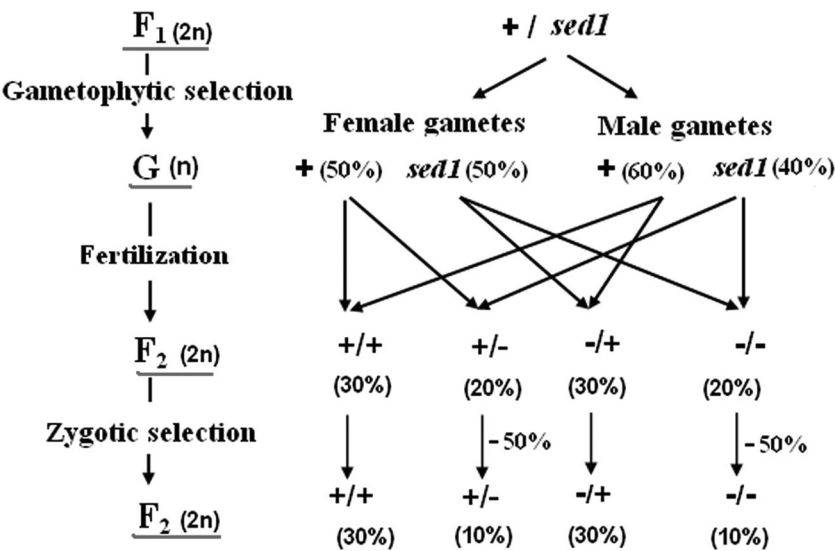 F1 (2n)
+ / sed1
Gametophytic selection
Female gametes
Male gametes
G (n)
+ (50%) sed1 (50%)
+ (60%) sed1 (40%)
Fertilization
F2 (2n)
+/+ +/- -/+ -/-
(30%) (20%) (30%) (20%)
Zygotic selection
-50% -50%
F2 (2n)
+/+ +/- -/+ -/-
(30%) (10%) (30%) (10%)